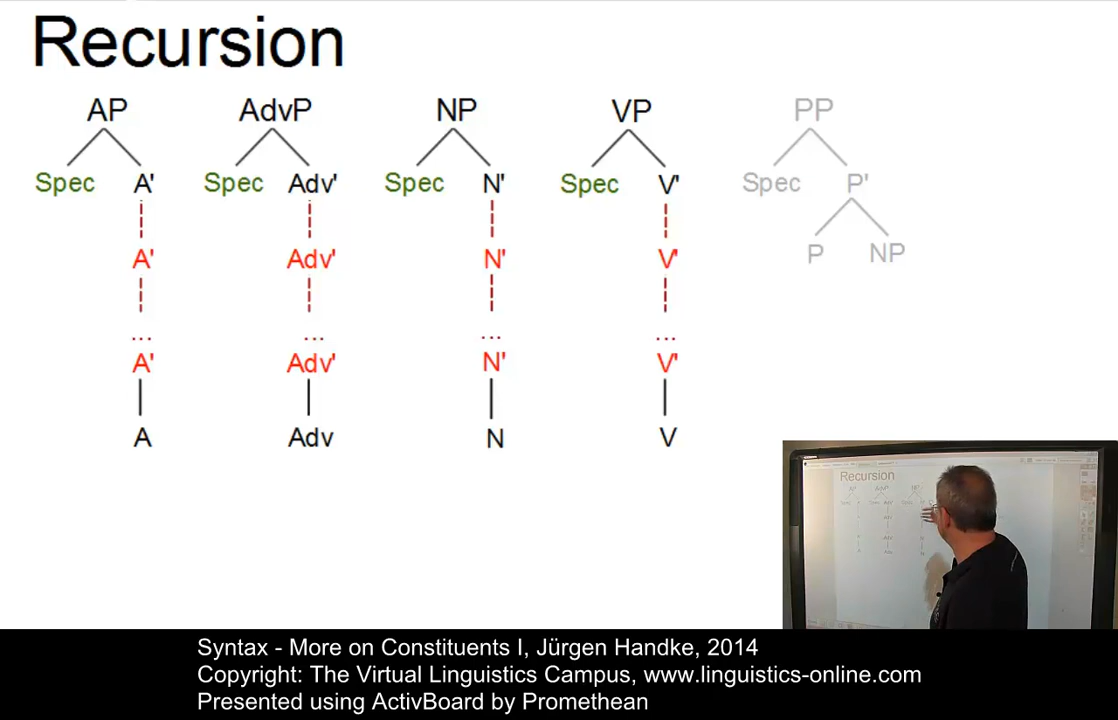 Recursion
AP AdvP NP VP PP
Spec A' Spec Adv' Spec N' Spec V' Spec P'
A' Adv' N' V' P NP
... ... ... ...
A' Adv' N' V'
A Adv N V
Recursion
Syntax - More on Constituents I, Jürgen Handke, 2014
Copyright: The Virtual Linguistics Campus, www.linguistics-online.com
Presented using ActivBoard by Promethean